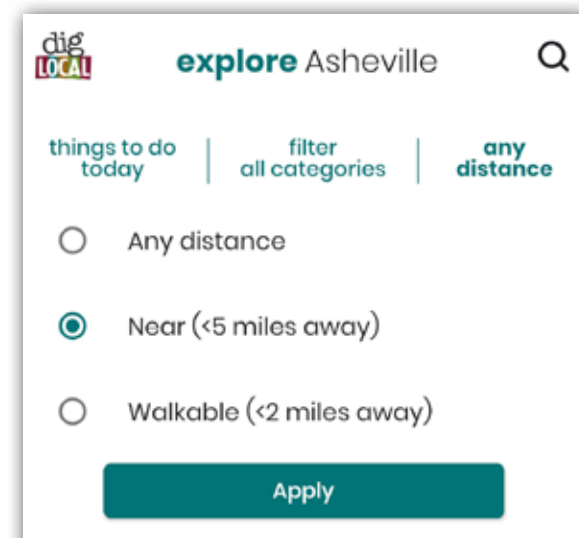 dig
LOCAL
explore Asheville
things to do
today
filter
all categories
any
distance
Any distance
Near (<5 miles away)
Walkable (<2 miles away)
Apply